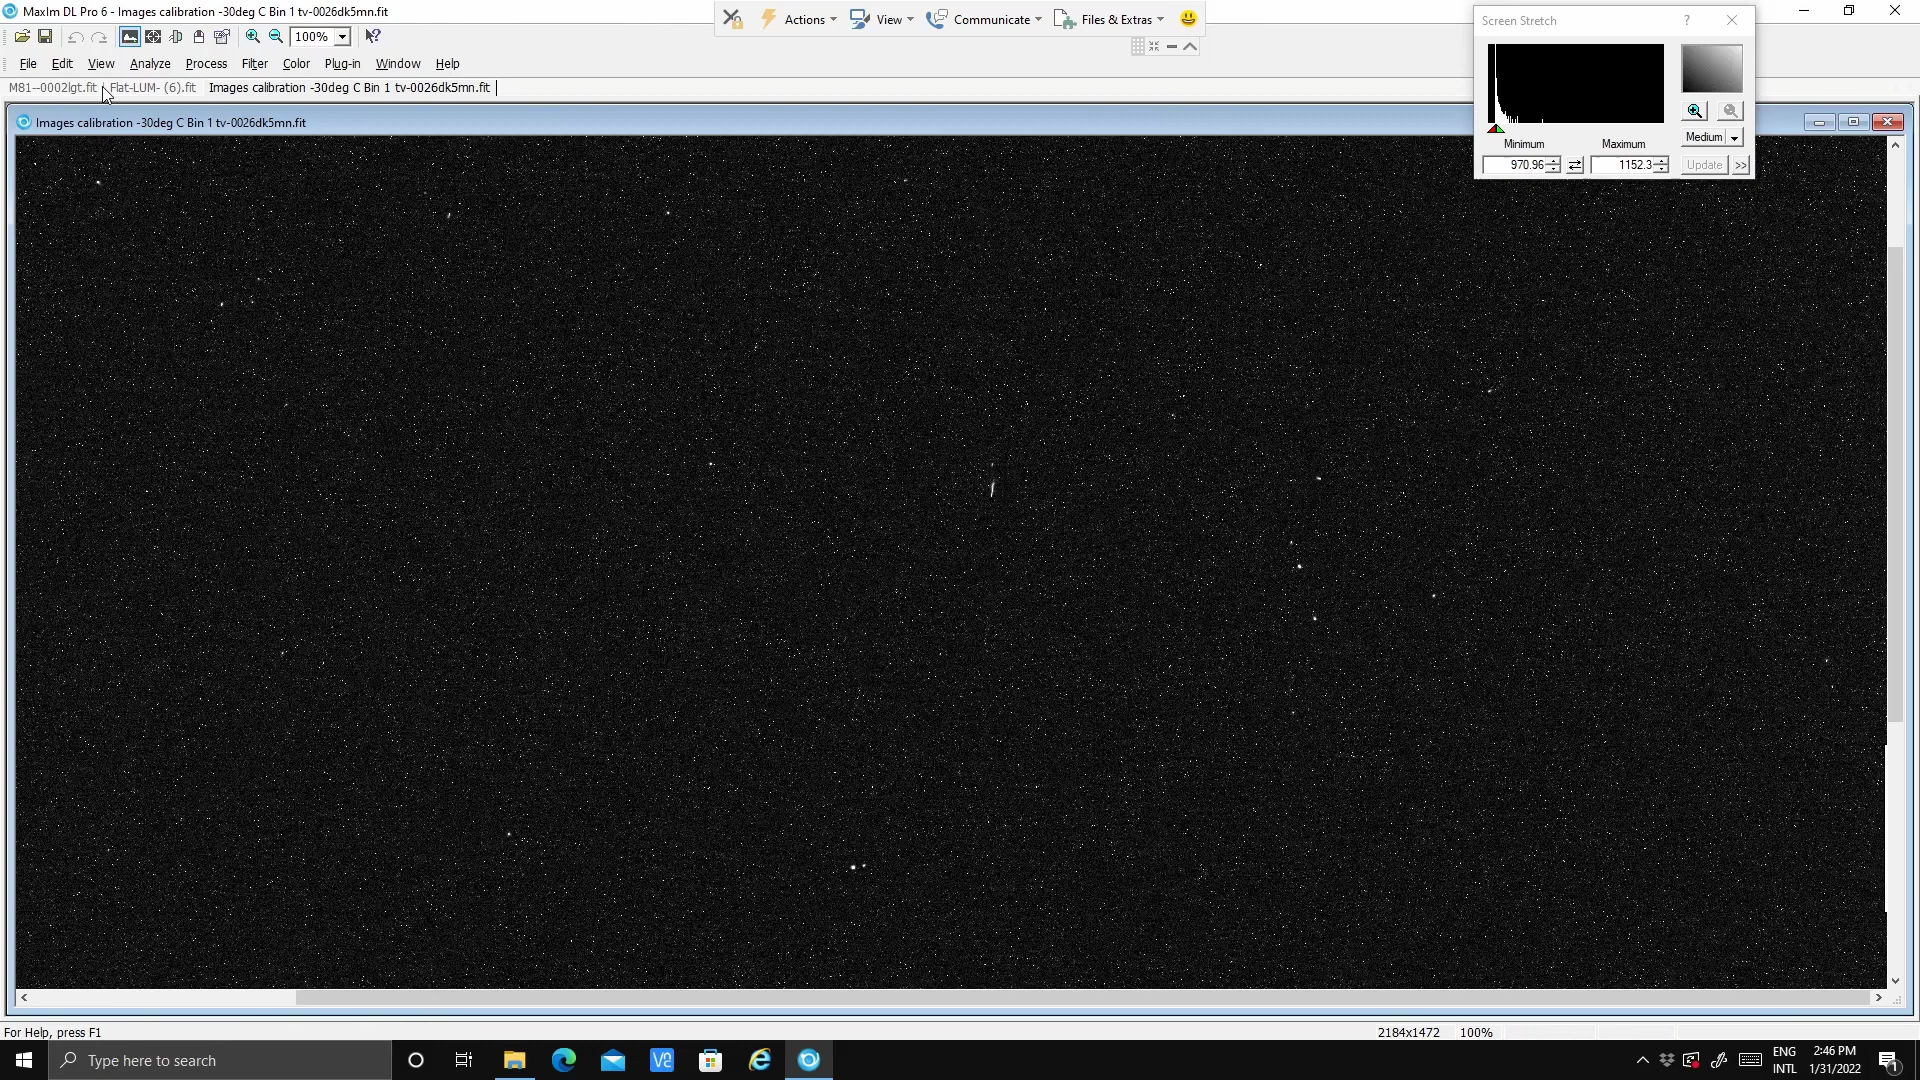 MaxIm DL Pro 6 - Images calibration -30deg C Bin 1 tv-0026dk5mn.fit
Actions View Communicate Files & Extras
100%
File Edit View Analyze Process Filter Color Plug-in Window Help
M81--0002lgt.fit Flat-LUM- (6).fit Images calibration -30deg C Bin 1 tv-0026dk5mn.fit
Images calibration -30deg C Bin 1 tv-0026dk5mn.fit
Screen Stretch ?
Medium
Minimum Maximum
970.96 1152.3 Update >>
For Help, press F1 2184x1472 100%
Type here to search
ENG
INTL
2:46 PM
1/31/2022
1